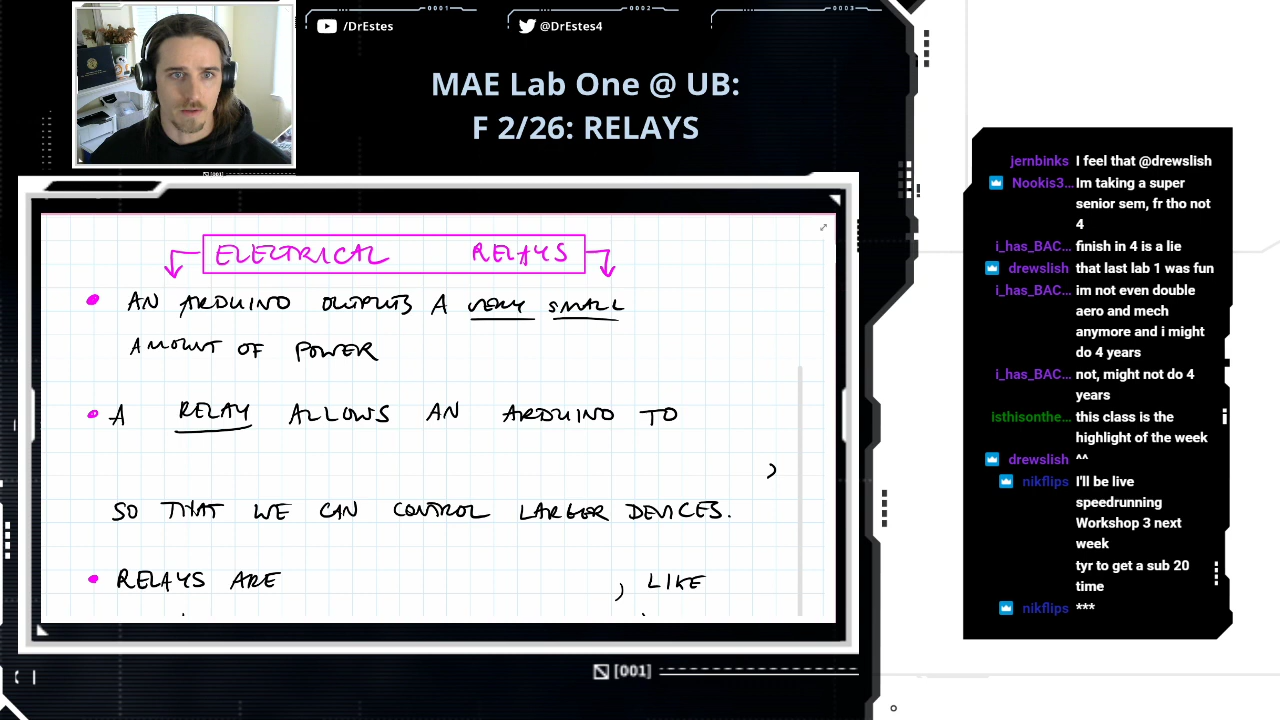 0001
0002
0003
/DrEstes
@DrEstes4
MAE Lab One @ UB:
F 2/26: RELAYS
[001]
ELECTRICAL RELAYS
• AN ARDUINO OUTPUTS A VERY SMALL
AMOUNT OF POWER
• A RELAY ALLOWS AN ARDUINO TO
,
SO THAT WE CAN CONTROL LARGER DEVICES.
• RELAYS ARE , LIKE
[001]
jernbinks I feel that @drewslish
Nookis3... Im taking a super
senior sem, fr tho not
4
i_has_BAC... finish in 4 is a lie
drewslish that last lab 1 was fun
i_has_BAC... im not even double
aero and mech
anymore and i might
do 4 years
i_has_BAC... not, might not do 4
years
isthisonthe... this class is the
highlight of the week
drewslish ^^
nikflips I'll be live
speedrunning
Workshop 3 next
week
tyr to get a sub 20
time
nikflips ***